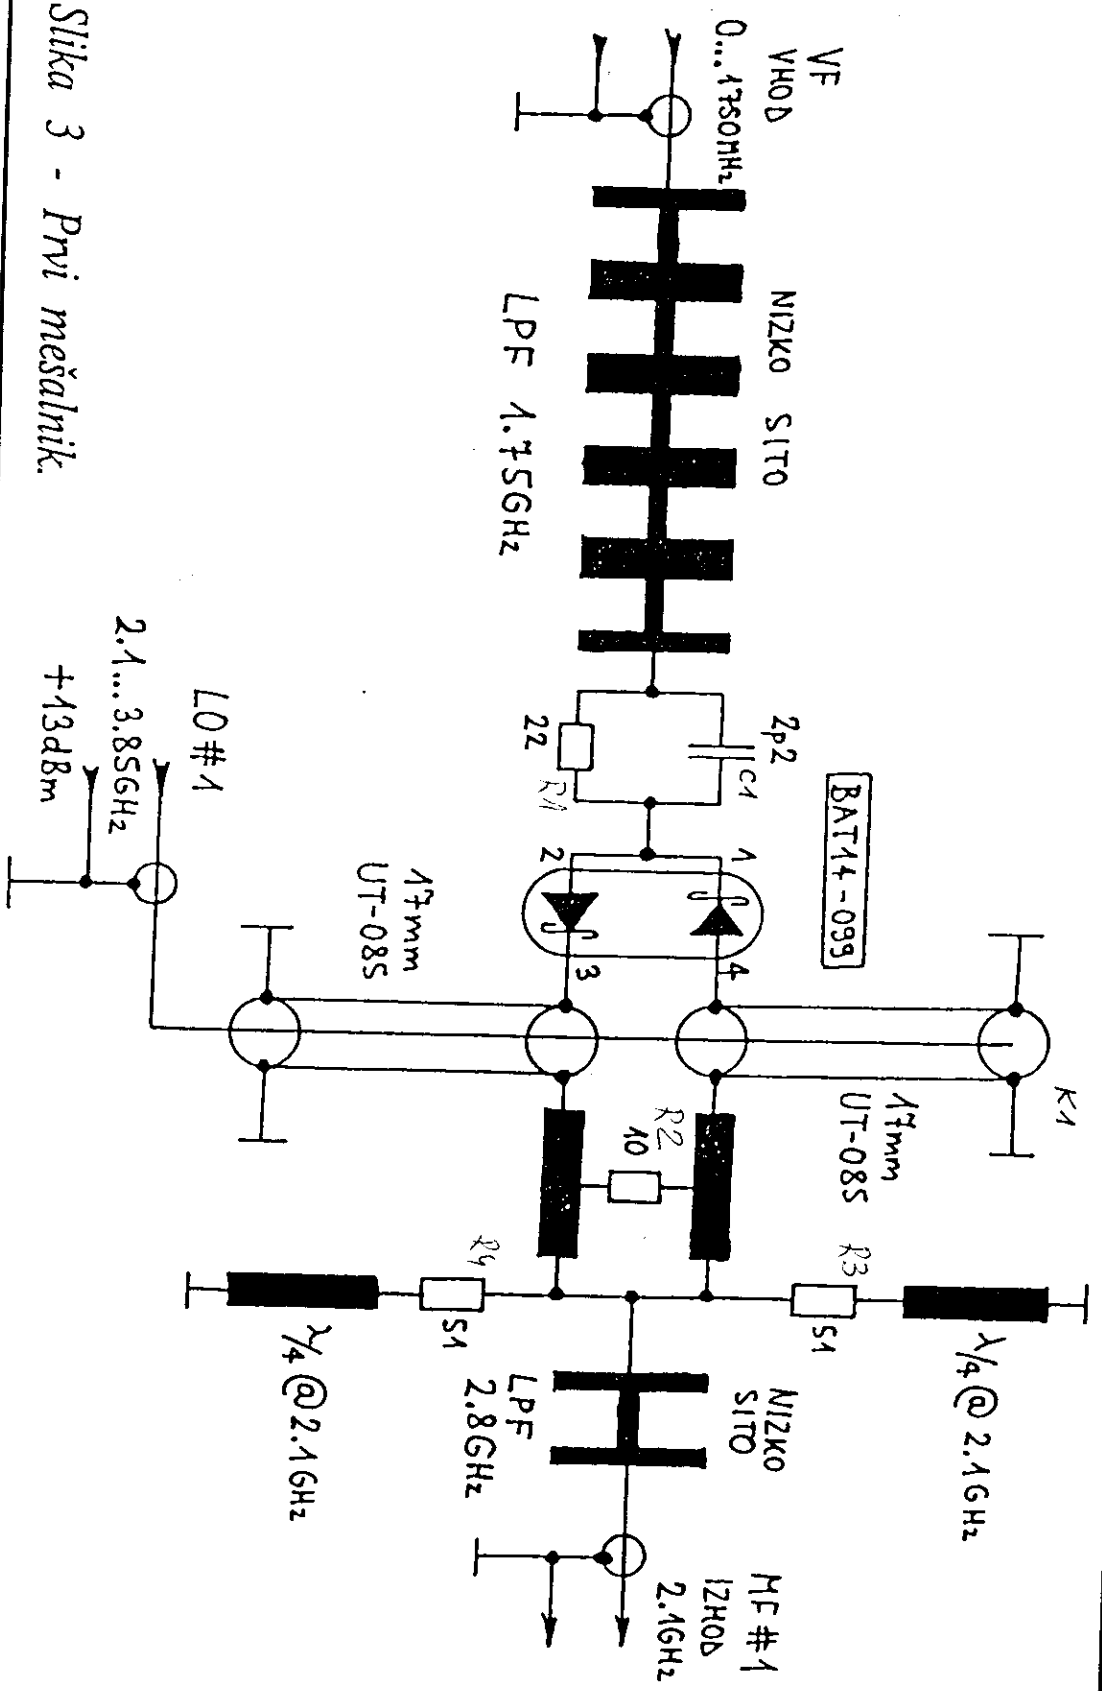 VF
VHOD
0...1750MHz
NIZKO SITO
LPF 1.75GHz
2p2
C1
22
R1
BAT14-099
1
2
3
4
LO#1
2.1...3.85GHz
+13dBm
17mm
UT-085
K1
17mm
UT-085
R2
10
R3
51
R4
51
λ/4@2.1GHz
λ/4@2.1GHz
NIZKO
SITO
LPF
2.8GHz
MF#1
IZHOD
2.1GHz
Slika 3 - Prvi mešalnik.